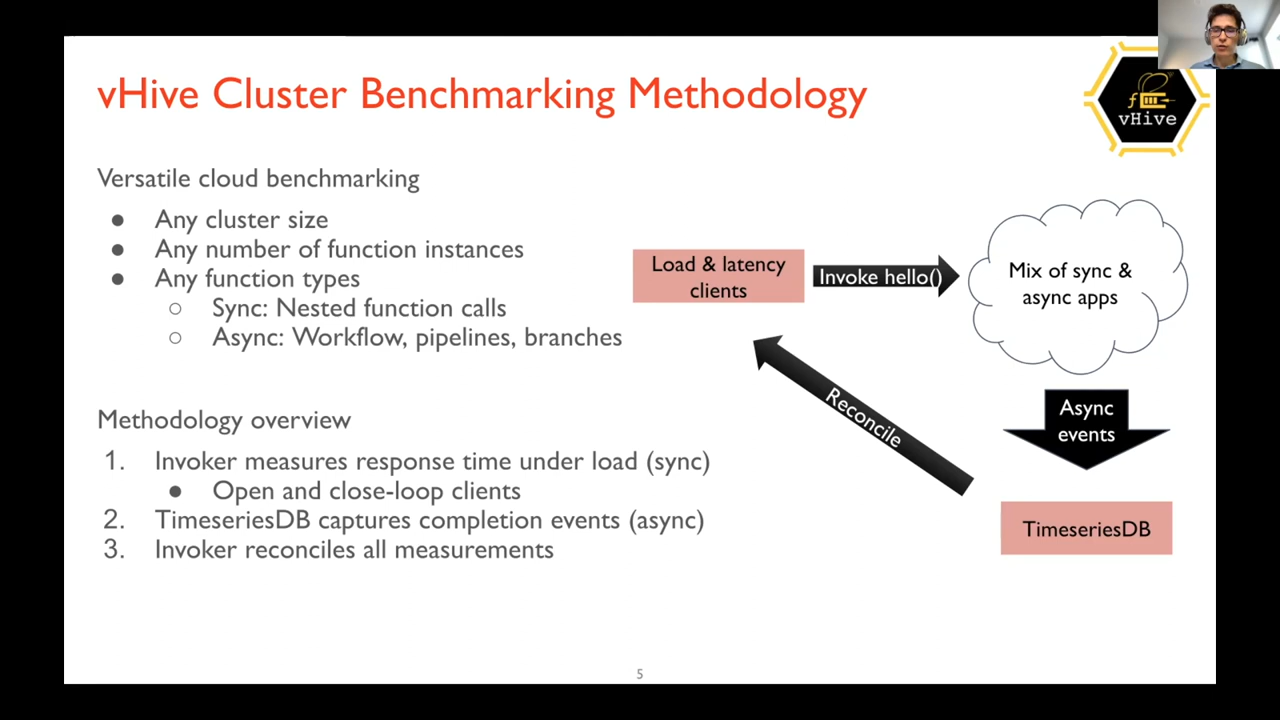 vHive Cluster Benchmarking Methodology
vHive
Versatile cloud benchmarking
● Any cluster size
● Any number of function instances
● Any function types
○ Sync: Nested function calls
○ Async: Workflow, pipelines, branches
Methodology overview
1. Invoker measures response time under load (sync)
● Open and close-loop clients
2. TimeseriesDB captures completion events (async)
3. Invoker reconciles all measurements
Load & latency
clients
Invoke hello()
Mix of sync &
async apps
Async
events
Reconcile
TimeseriesDB
5